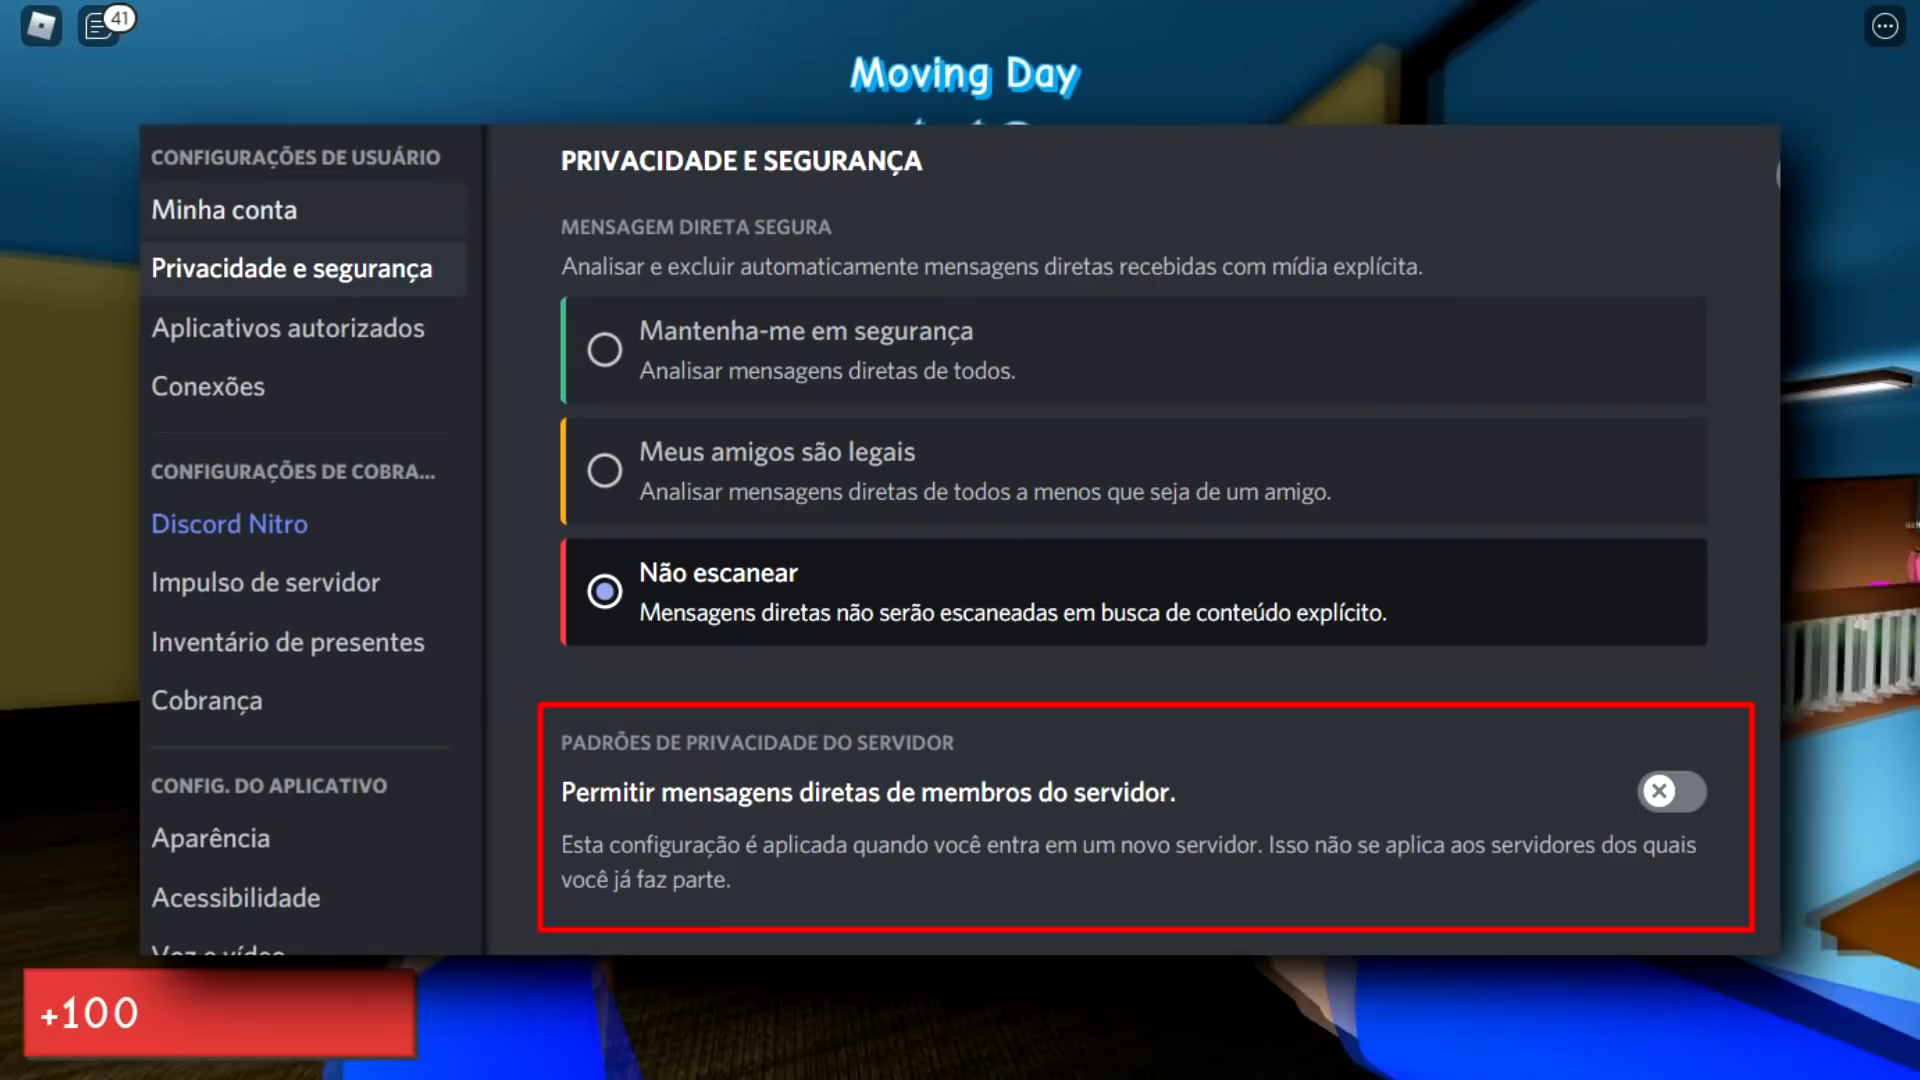 41
Moving Day
CONFIGURAÇÕES DE USUÁRIO
Minha conta
Privacidade e segurança
Aplicativos autorizados
Conexões
CONFIGURAÇÕES DE COBRA...
Discord Nitro
Impulso de servidor
Inventário de presentes
Cobrança
CONFIG. DO APLICATIVO
Aparência
Acessibilidade
Voz e vídeo
PRIVACIDADE E SEGURANÇA
MENSAGEM DIRETA SEGURA
Analisar e excluir automaticamente mensagens diretas recebidas com mídia explícita.
Mantenha-me em segurança
Analisar mensagens diretas de todos.
Meus amigos são legais
Analisar mensagens diretas de todos a menos que seja de um amigo.
Não escanear
Mensagens diretas não serão escaneadas em busca de conteúdo explícito.
PADRÕES DE PRIVACIDADE DO SERVIDOR
Permitir mensagens diretas de membros do servidor.
Esta configuração é aplicada quando você entra em um novo servidor. Isso não se aplica aos servidores dos quais
você já faz parte.
+100